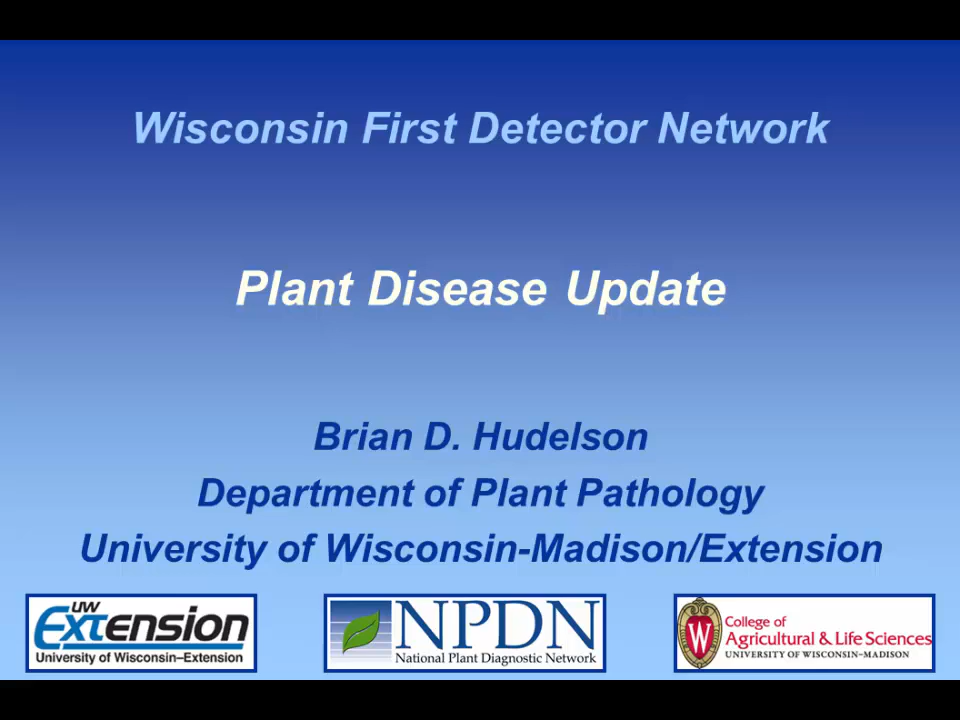 Wisconsin First Detector Network
Plant Disease Update
Brian D. Hudelson
Department of Plant Pathology
University of Wisconsin-Madison/Extension
UW
Extension
University of Wisconsin–Extension
NPDN
National Plant Diagnostic Network
W
College of
Agricultural & Life Sciences
UNIVERSITY OF WISCONSIN–MADISON